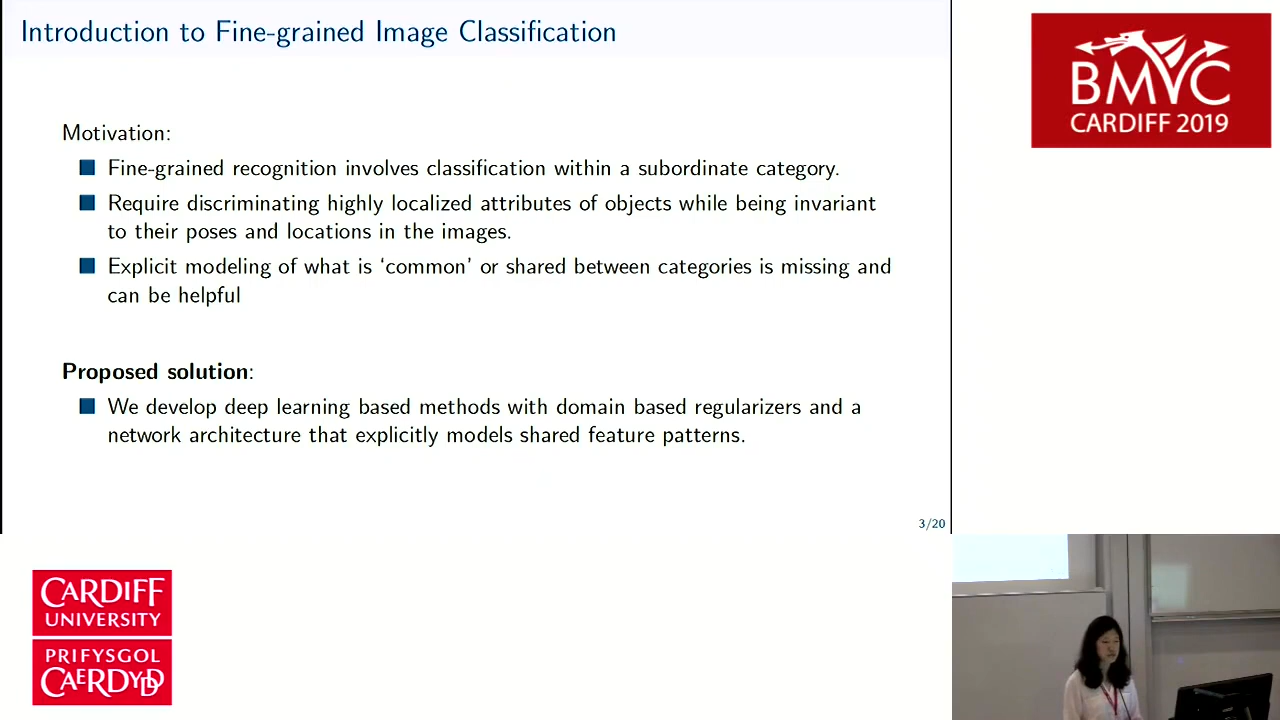 Introduction to Fine-grained Image Classification
Motivation:
Fine-grained recognition involves classification within a subordinate category.
Require discriminating highly localized attributes of objects while being invariant
to their poses and locations in the images.
Explicit modeling of what is ‘common’ or shared between categories is missing and
can be helpful
Proposed solution:
We develop deep learning based methods with domain based regularizers and a
network architecture that explicitly models shared feature patterns.
3/20
BMVC
CARDIFF 2019
CARDIFF
UNIVERSITY
PRIFYSGOL
CAERDYDD